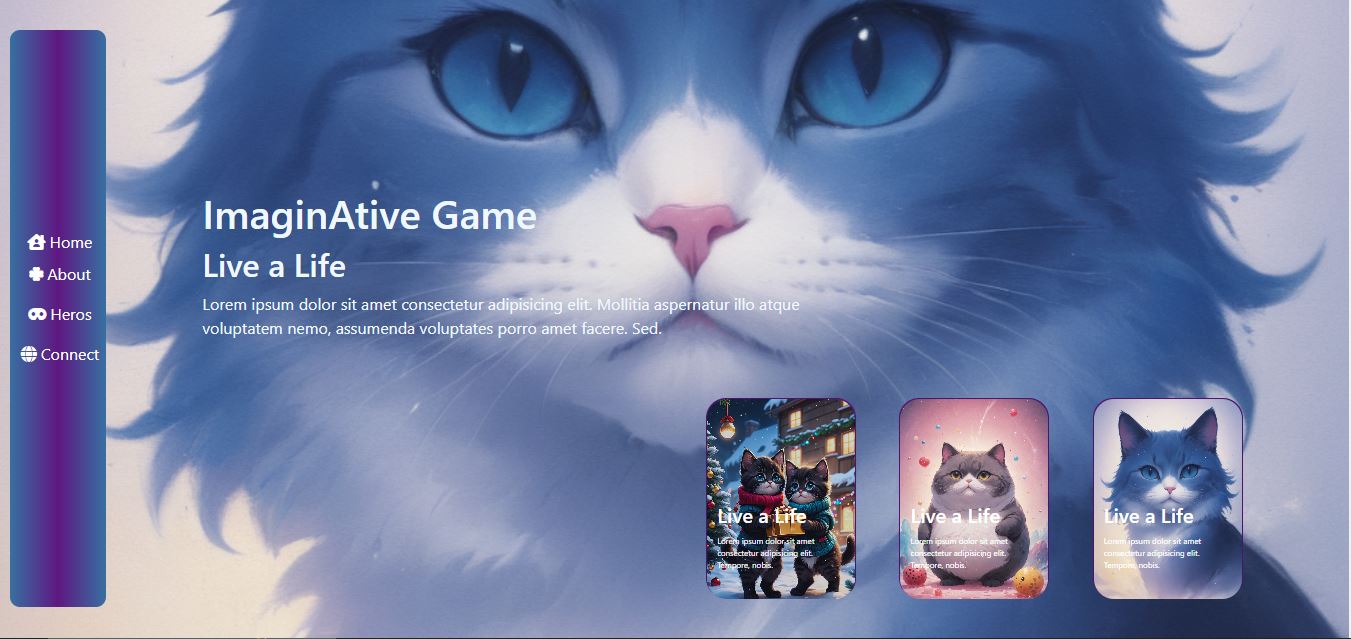 Home
About
Heros
Connect
ImaginAtive Game
Live a Life
Lorem ipsum dolor sit amet consectetur adipisicing elit. Mollitia aspernatur illo atque
voluptatem nemo, assumenda voluptates porro amet facere. Sed.
Live a Life
Lorem ipsum dolor sit amet
consectetur adipisicing elit.
Tempore, nobis.
Live a Life
Lorem ipsum dolor sit amet
consectetur adipisicing elit.
Tempore, nobis.
Live a Life
Lorem ipsum dolor sit amet
consectetur adipisicing elit.
Tempore, nobis.